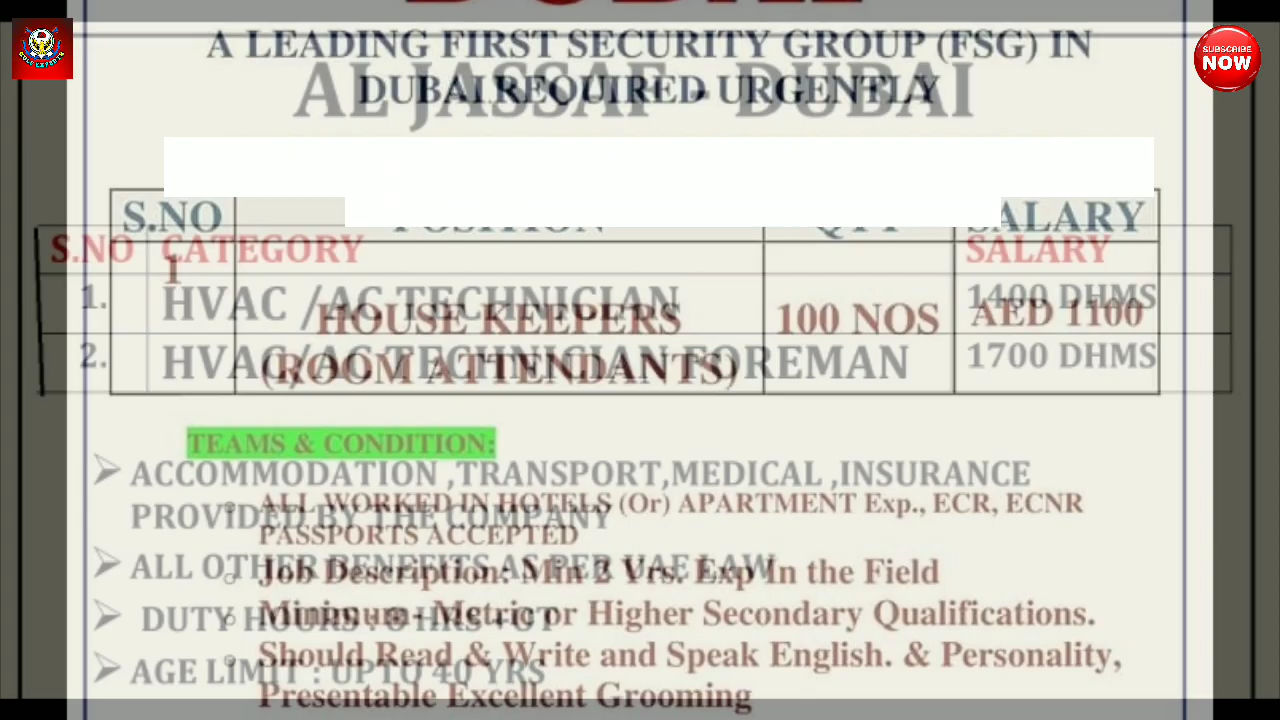 DUBAI
A LEADING FIRST SECURITY GROUP (FSG) IN
DUBAI REQUIRED URGENTLY
SUBSCRIBE
NOW
AL JASSAF - DUBAI
S.NO POSITION QTY SALARY
1 HOUSE KEEPERS 100 NOS AED 1100
(ROOM ATTENDANTS)
S.NO CATEGORY SALARY
1. HVAC /AC TECHNICIAN 1400 DHMS
2. HVAC/AC TECHNICIAN FOREMAN 1700 DHMS
TEAMS & CONDITION:
ALL WORKED IN HOTELS (Or) APARTMENT Exp., ECR, ECNR
PASSPORTS ACCEPTED
Job Description: Min 2 Yrs. Exp In the Field
Minimum - Metric or Higher Secondary Qualifications.
Should Read & Write and Speak English. & Personality,
Presentable Excellent Grooming
ACCOMMODATION ,TRANSPORT,MEDICAL ,INSURANCE
PROVIDED BY THE COMPANY
ALL OTHER BENEFITS AS PER UAE LAW
DUTY HOURS : 8 HRS +OT
AGE LIMIT : UPTO 40 YRS